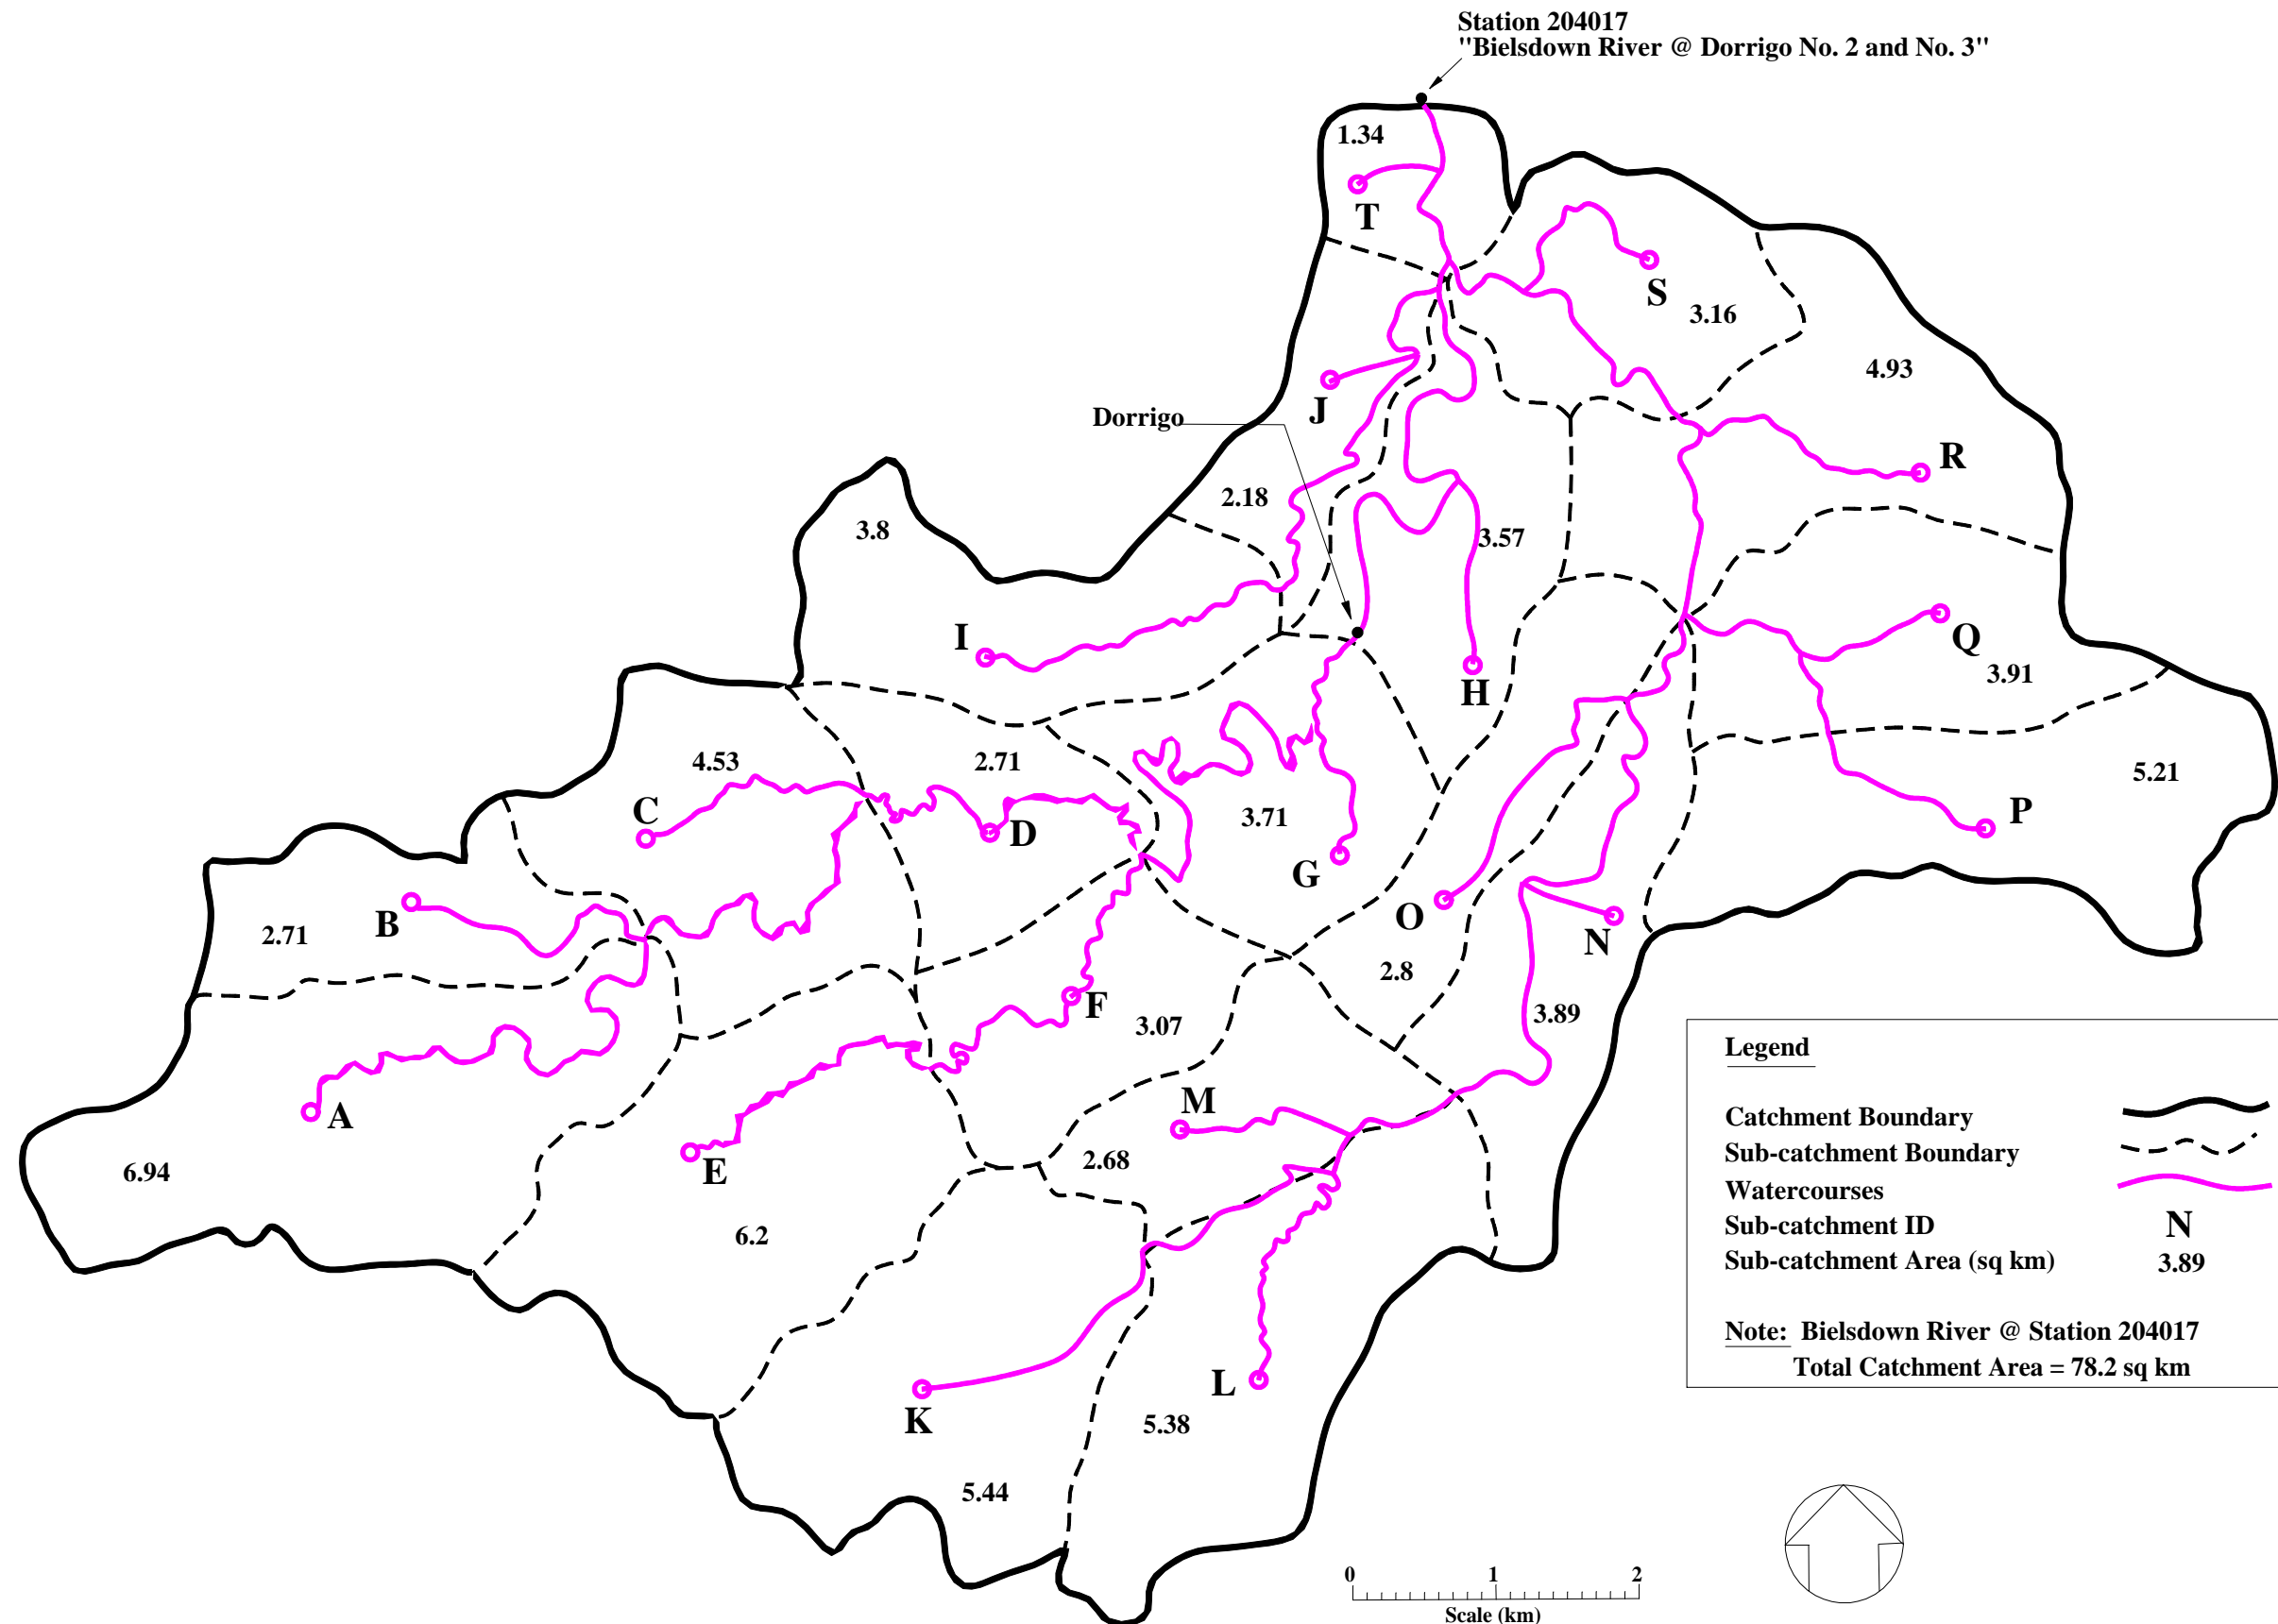 Station 204017
"Bielsdown River @ Dorrigo No. 2 and No. 3"
1.34
T
S
3.16
4.93
J
Dorrigo
R
2.18
3.8
3.57
I
Q
H
3.91
4.53
2.71
5.21
C
3.71
D
P
G
B
O
2.71
N
2.8
F
3.07
3.89
A
M
E
2.68
6.94
6.2
L
K
5.38
5.44
Legend
Catchment Boundary
Sub-catchment Boundary
Watercourses
Sub-catchment ID N
Sub-catchment Area (sq km) 3.89
Note: Bielsdown River @ Station 204017
Total Catchment Area = 78.2 sq km
0 1 2
Scale (km)